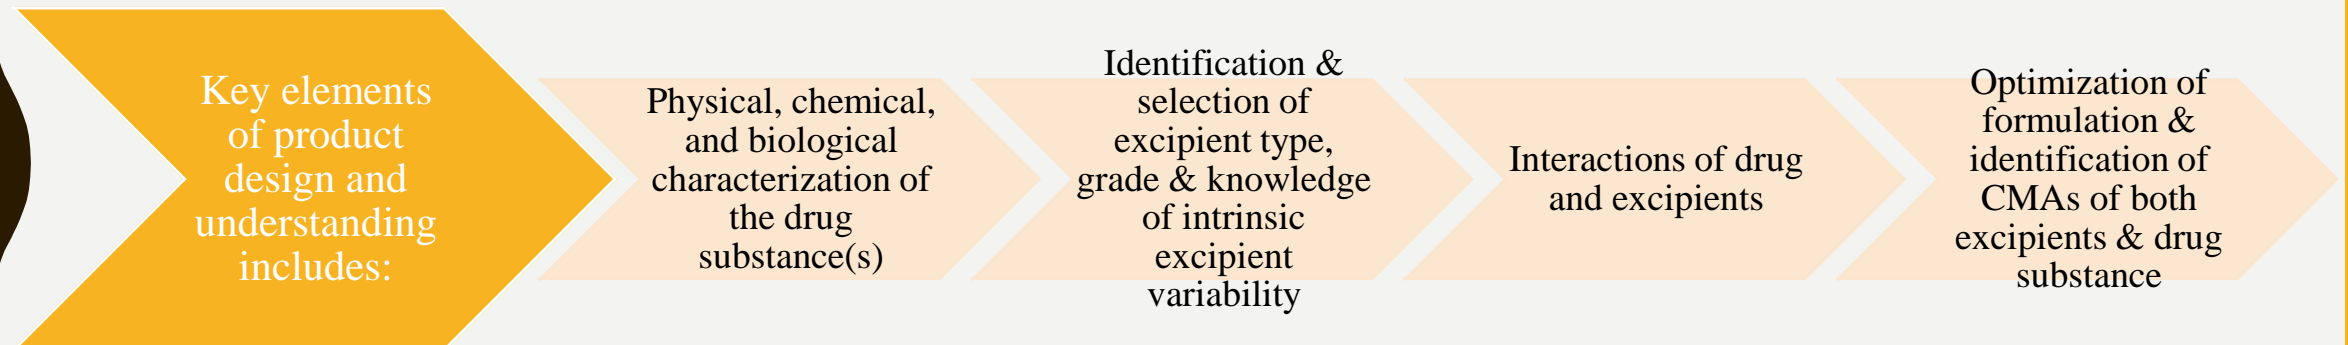 Key elements
of product
design and
understanding
includes:
Physical, chemical,
and biological
characterization of
the drug
substance(s)
Identification &
selection of
excipient type,
grade & knowledge
of intrinsic
excipient
variability
Interactions of drug
and excipients
Optimization of
formulation &
identification of
CMAs of both
excipients & drug
substance